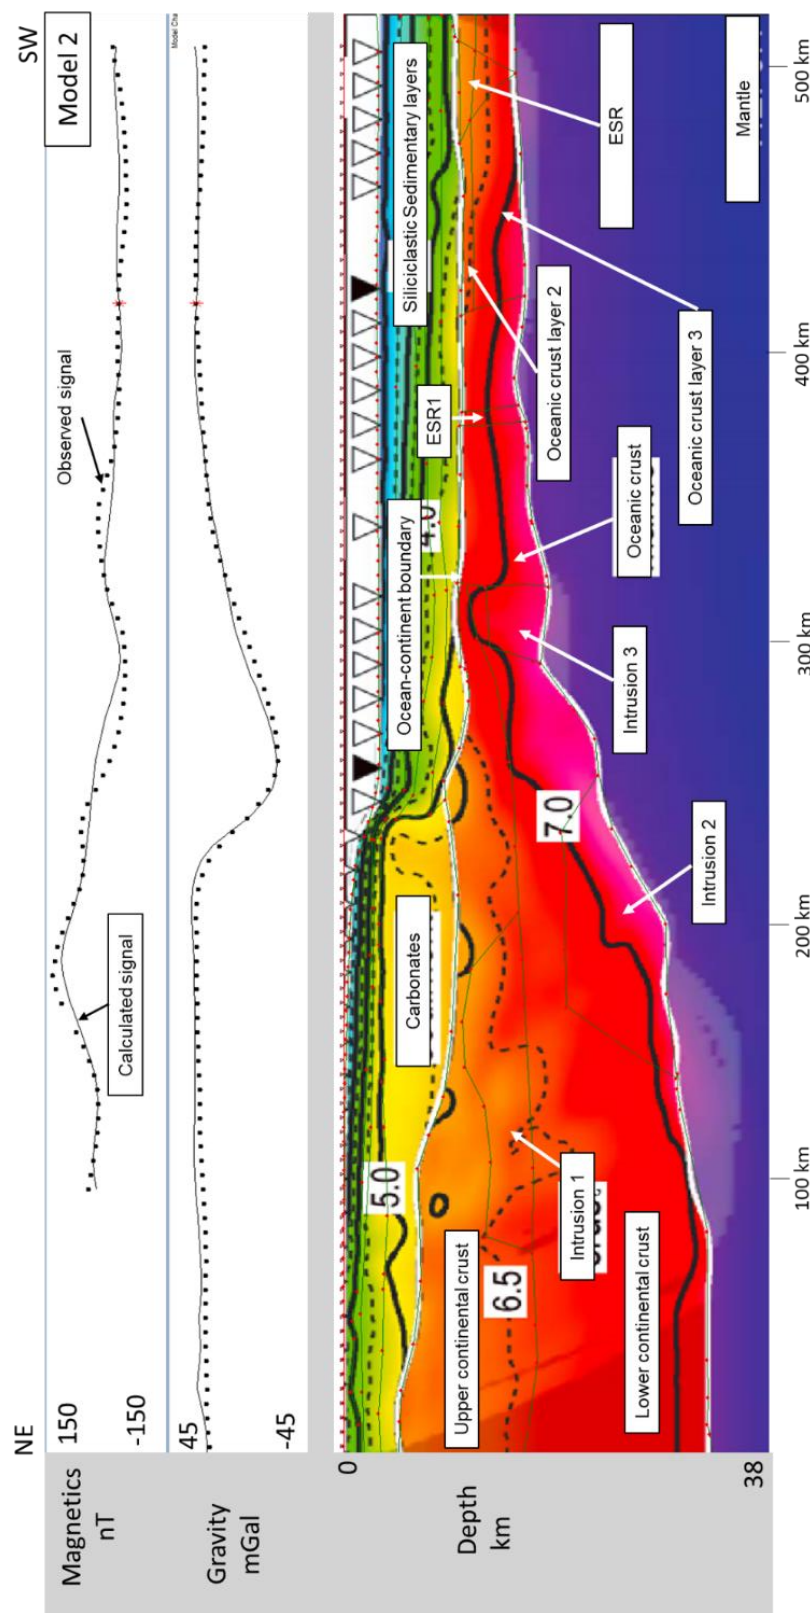 NE
SW
Model 2
Model Cha
Magnetics
nT
150
-150
Observed signal
Calculated signal
Gravity
mGal
45
-45
Depth
km
0
38
5.0
6.5
7.0
4.0
Carbonates
Siliciclastic Sedimentary layers
Ocean-continent boundary
ESR1
ESR
Upper continental crust
Intrusion 1
Lower continental crust
Intrusion 2
Intrusion 3
Oceanic crust
Oceanic crust layer 2
Oceanic crust layer 3
Mantle
100 km
200 km
300 km
400 km
500 km